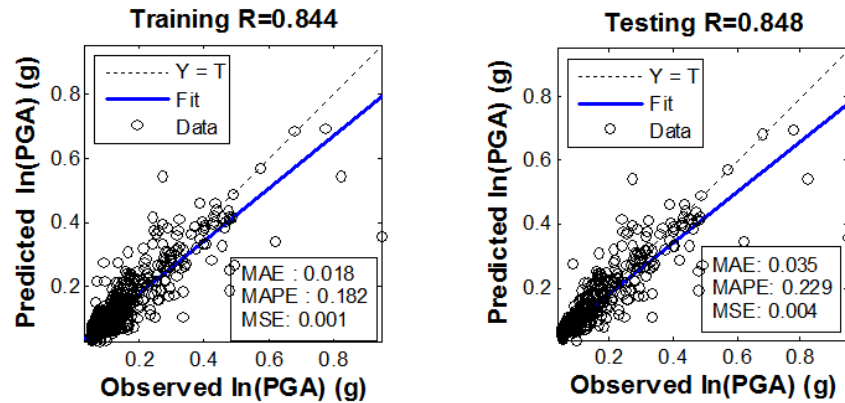 Training R=0.844
Predicted ln(PGA) (g)
0.8
0.6
0.4
0.2
Y = T
Fit
Data
MAE : 0.018
MAPE: 0.182
MSE: 0.001
0.2 0.4 0.6 0.8
Observed ln(PGA) (g)
Testing R=0.848
Predicted ln(PGA) (g)
0.8
0.6
0.4
0.2
Y = T
Fit
Data
MAE: 0.035
MAPE: 0.229
MSE: 0.004
0.2 0.4 0.6 0.8
Observed ln(PGA) (g)